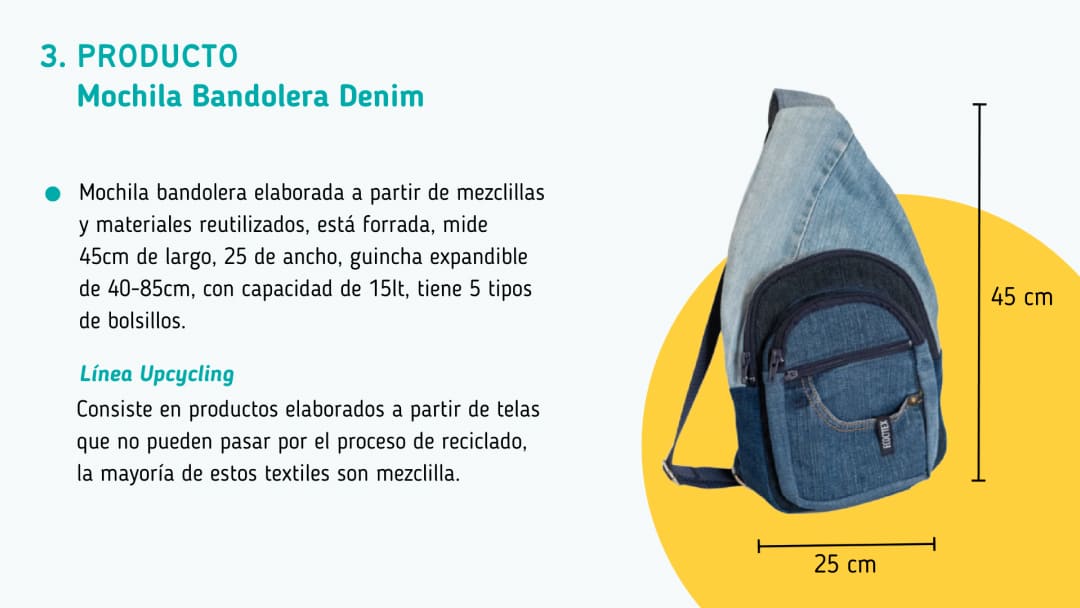 3. PRODUCTO
Mochila Bandolera Denim
Mochila bandolera elaborada a partir de mezclillas
y materiales reutilizados, está forrada, mide
45cm de largo, 25 de ancho, guincha expandible
de 40-85cm, con capacidad de 15lt, tiene 5 tipos
de bolsillos.
Línea Upcycling
Consiste en productos elaborados a partir de telas
que no pueden pasar por el proceso de reciclado,
la mayoría de estos textiles son mezclilla.
45 cm
ECOCITEX
25 cm